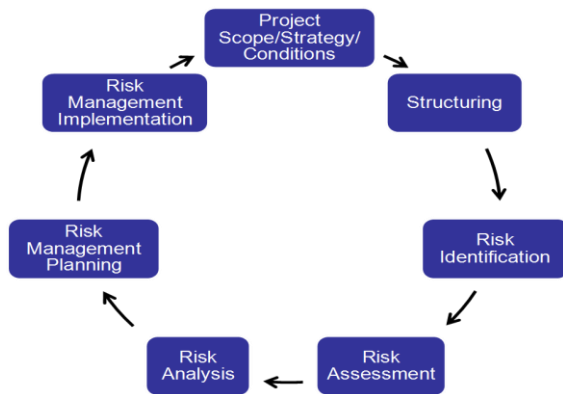 Project
Scope/Strategy/
Conditions
Structuring
Risk
Identification
Risk
Assessment
Risk
Analysis
Risk
Management
Planning
Risk
Management
Implementation